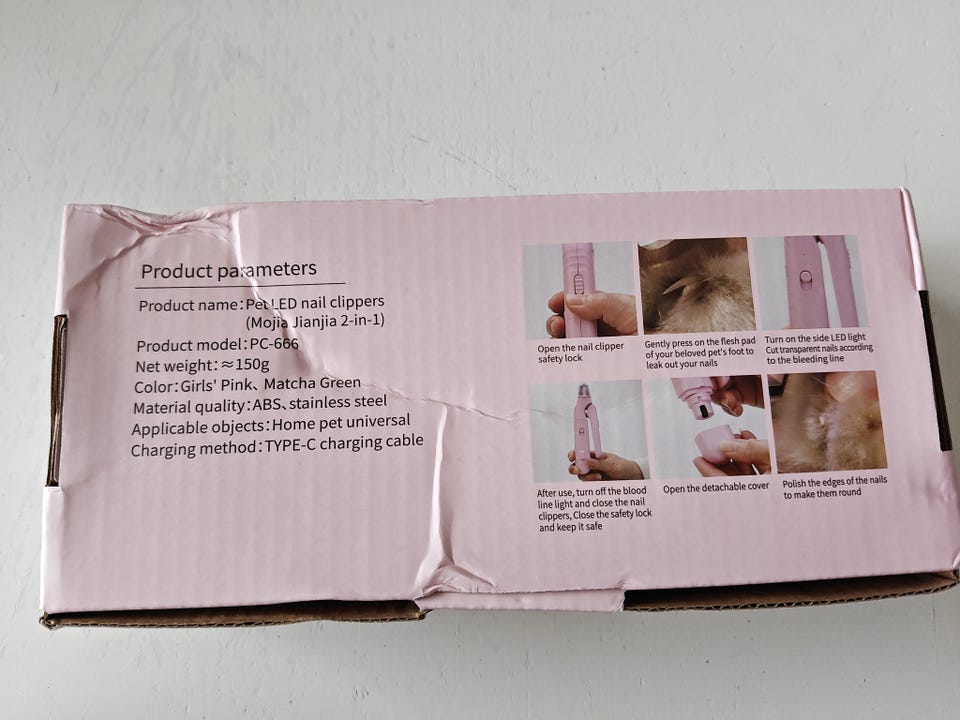 Product parameters
Product name:Pet LED nail clippers
(Mojia Jianjia 2-in-1)
Product model:PC-666
Net weight:≈150g
Color:Girls' Pink、Matcha Green
Material quality:ABS、stainless steel
Applicable objects:Home pet universal
Charging method:TYPE-C charging cable
Open the nail clipper
safety lock
Gently press on the flesh pad
of your beloved pet's foot to
leak out your nails
Turn on the side LED light
Cut transparent nails according
to the bleeding line
After use, turn off the blood
line light and close the nail
clippers, Close the safety lock
and keep it safe
Open the detachable cover
Polish the edges of the nails
to make them round